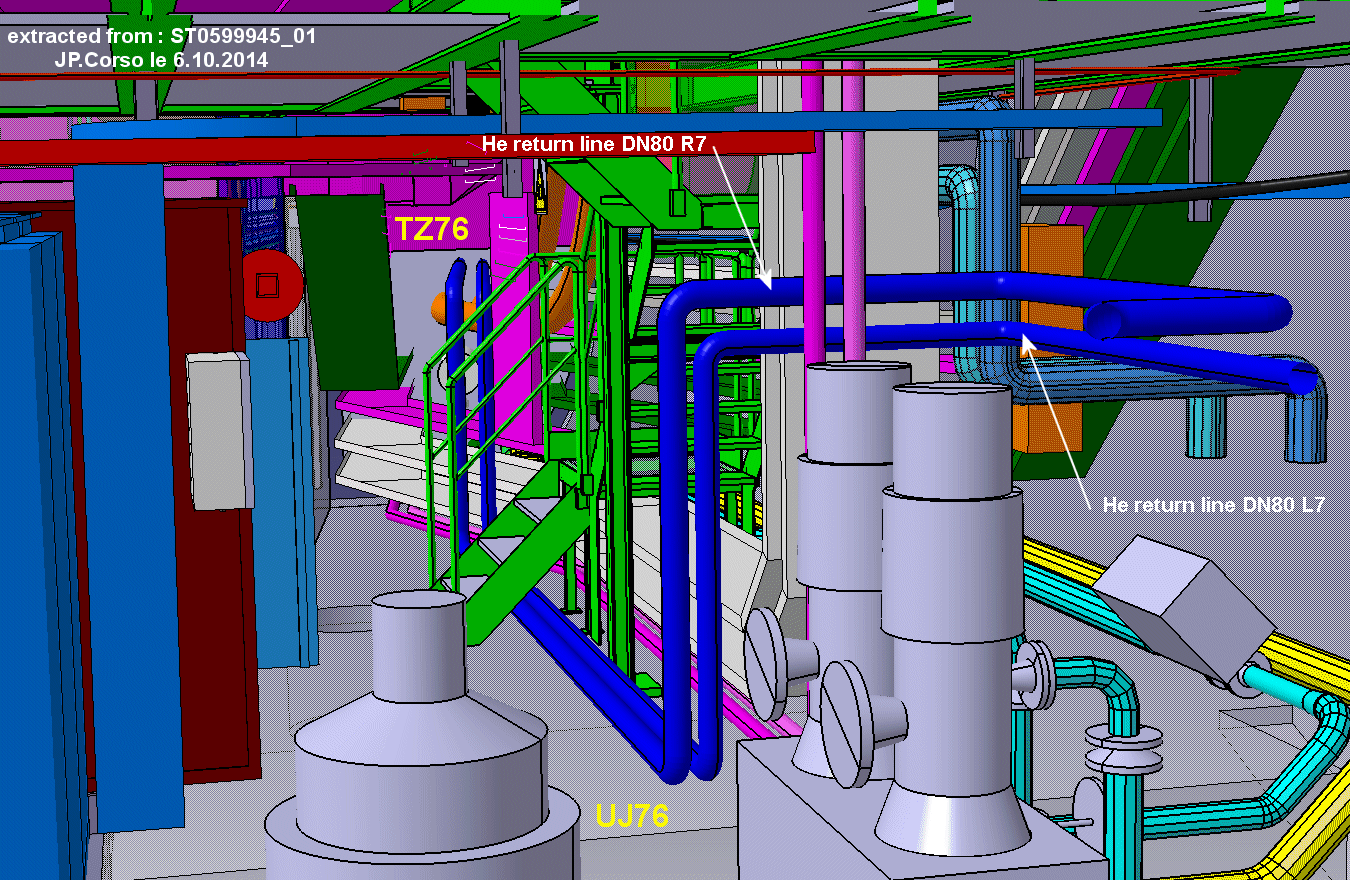 extracted from : ST0599945_01
JP.Corso le 6.10.2014
He return line DN80 R7
TZ76
He return line DN80 L7
UJ76